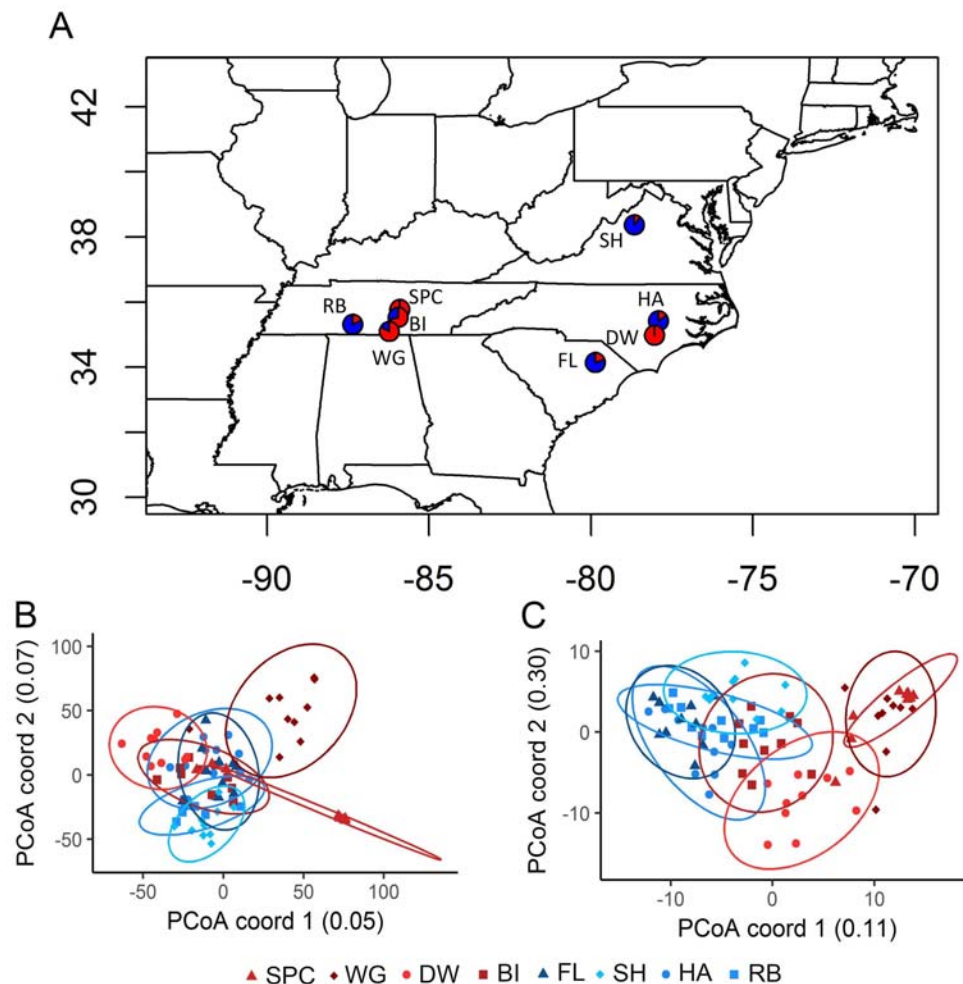 A
42
38
34
30
SH
RB
SPC
BI
WG
HA
DW
FL
-90
-85
-80
-75
-70
B
PCoA coord 2 (0.07)
100
50
0
-50
-50
0
50
100
PCoA coord 1 (0.05)
C
PCoA coord 2 (0.30)
10
0
-10
-10
0
10
PCoA coord 1 (0.11)
SPC WG DW BI FL SH HA RB